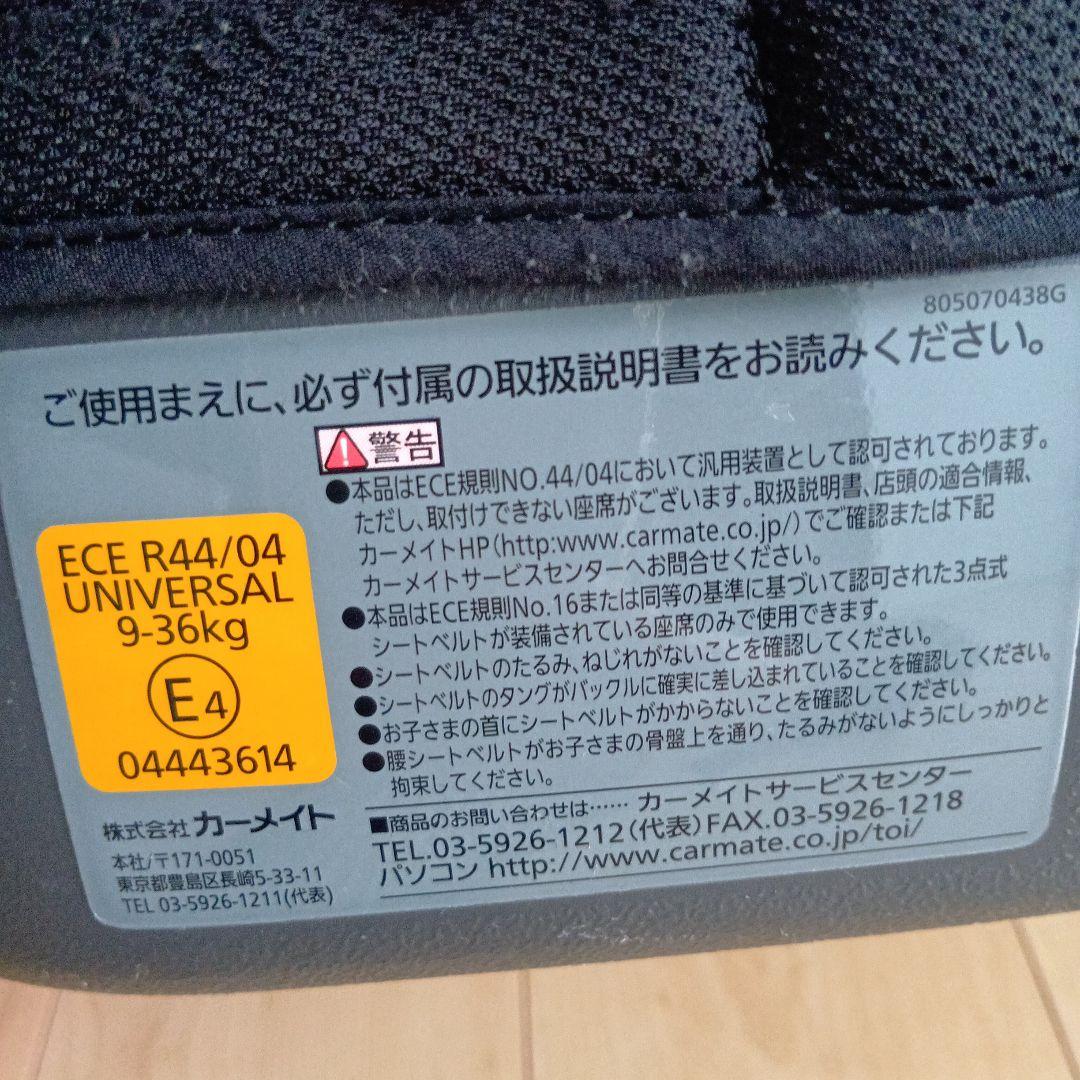 805070438G
ご使用まえに、必ず付属の取扱説明書をお読みください。
警告
●本品はECE規則NO.44/04において汎用装置として認可されております。
ただし、取付けできない座席がございます。取扱説明書、店頭の適合情報、
カーメイトHP(http:www.carmate.co.jp/)でご確認または下記
カーメイトサービスセンターへお問合せください。
●本品はECE規則No.16または同等の基準に基づいて認可された3点式
シートベルトが装備されている座席のみで使用できます。
●シートベルトのたるみ、ねじれがないことを確認してください。
●シートベルトのタングがバックルに確実に差し込まれていることを確認してください。
●お子さまの首にシートベルトがかからないことを確認してください。
●腰シートベルトがお子さまの骨盤上を通り、たるみがないようにしっかりと
拘束してください。
ECE R44/04
UNIVERSAL
9-36kg
E4
04443614
株式会社 カーメイト
本社/〒171-0051
東京都豊島区長崎5-33-11
TEL 03-5926-1211(代表)
■商品のお問い合わせは…… カーメイトサービスセンター
TEL.03-5926-1212(代表)FAX.03-5926-1218
パソコン http://www.carmate.co.jp/toi/